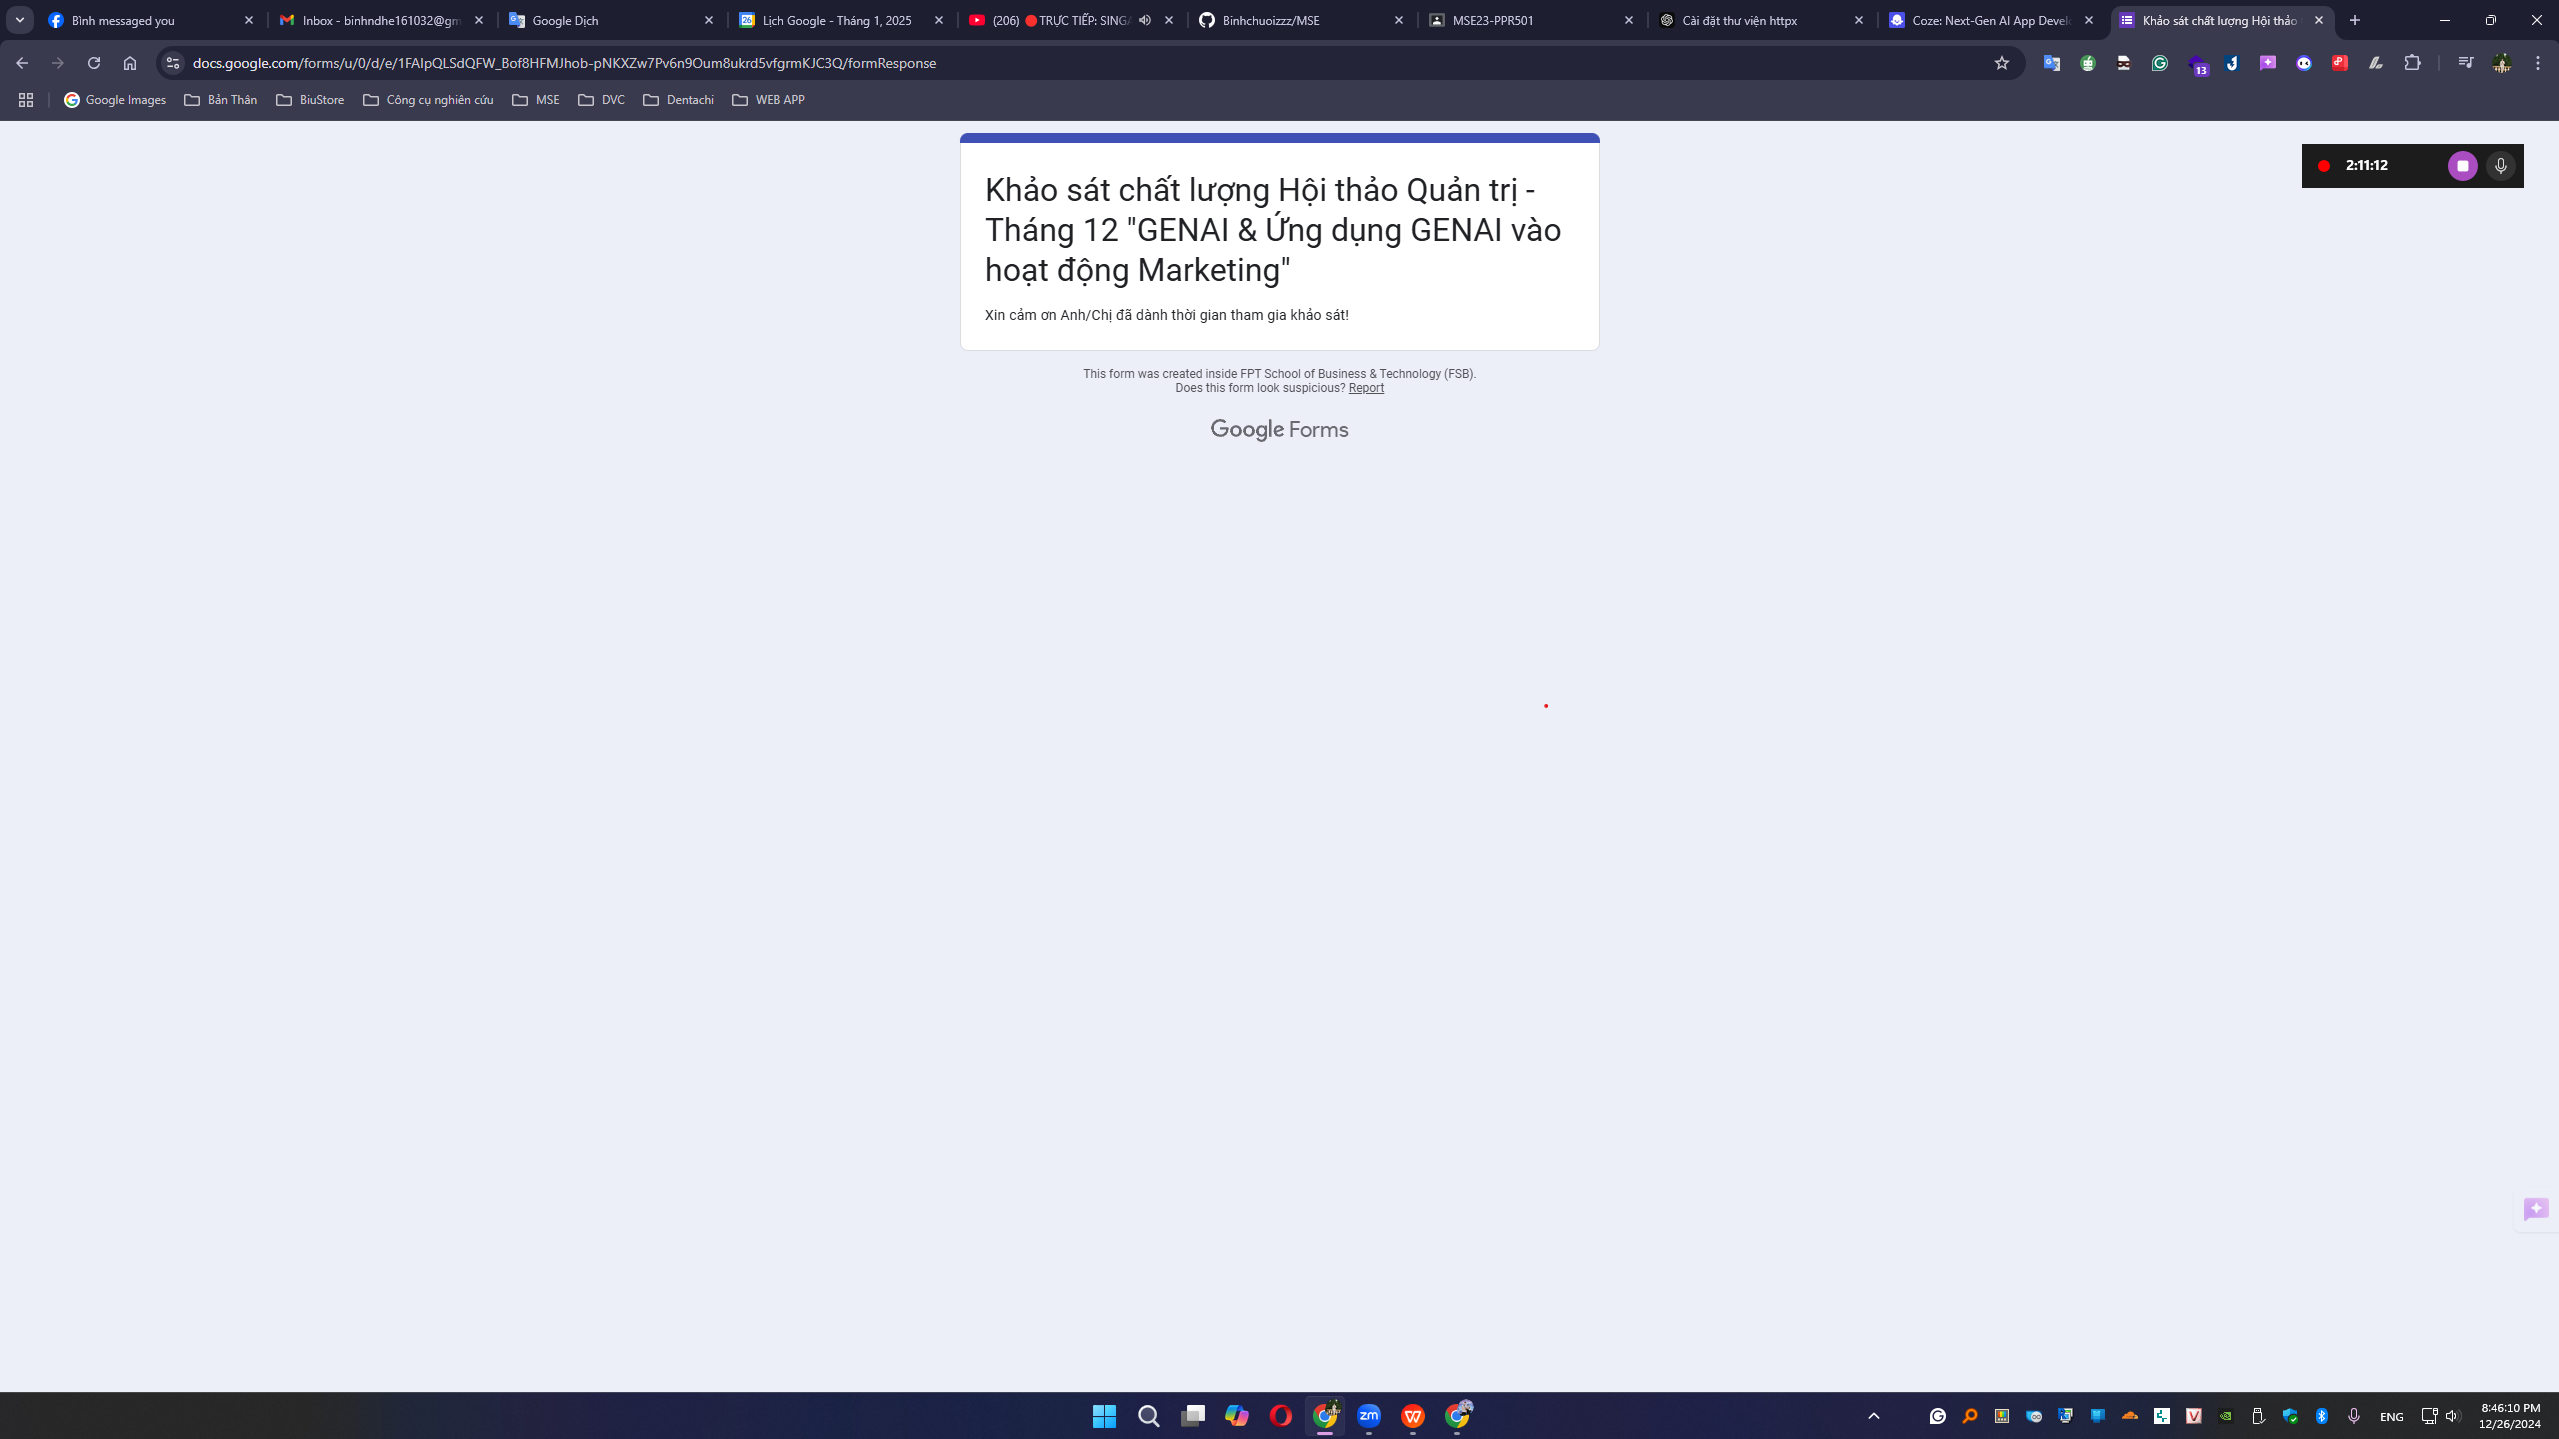 Bình messaged you
Inbox - binhndhe161032@gm
Google Dịch
Lịch Google - Tháng 1, 2025
(206) 🔴 TRỰC TIẾP: SINGA
Binhchuoizzz/MSE
MSE23-PPR501
Cài đặt thư viện httpx
Coze: Next-Gen AI App Devel
Khảo sát chất lượng Hội thảo
docs.google.com/forms/u/0/d/e/1FAIpQLSdQFW_Bof8HFMJhob-pNKXZw7Pv6n9Oum8ukrd5vfgrmKJC3Q/formResponse
13
Google Images
Bản Thân
BiuStore
Công cụ nghiên cứu
MSE
DVC
Dentachi
WEB APP
2:11:12
Khảo sát chất lượng Hội thảo Quản trị -
Tháng 12 "GENAI & Ứng dụng GENAI vào
hoạt động Marketing"
Xin cảm ơn Anh/Chị đã dành thời gian tham gia khảo sát!
This form was created inside FPT School of Business & Technology (FSB).
Does this form look suspicious? Report
Google Forms
zm
ENG
8:46:10 PM
12/26/2024